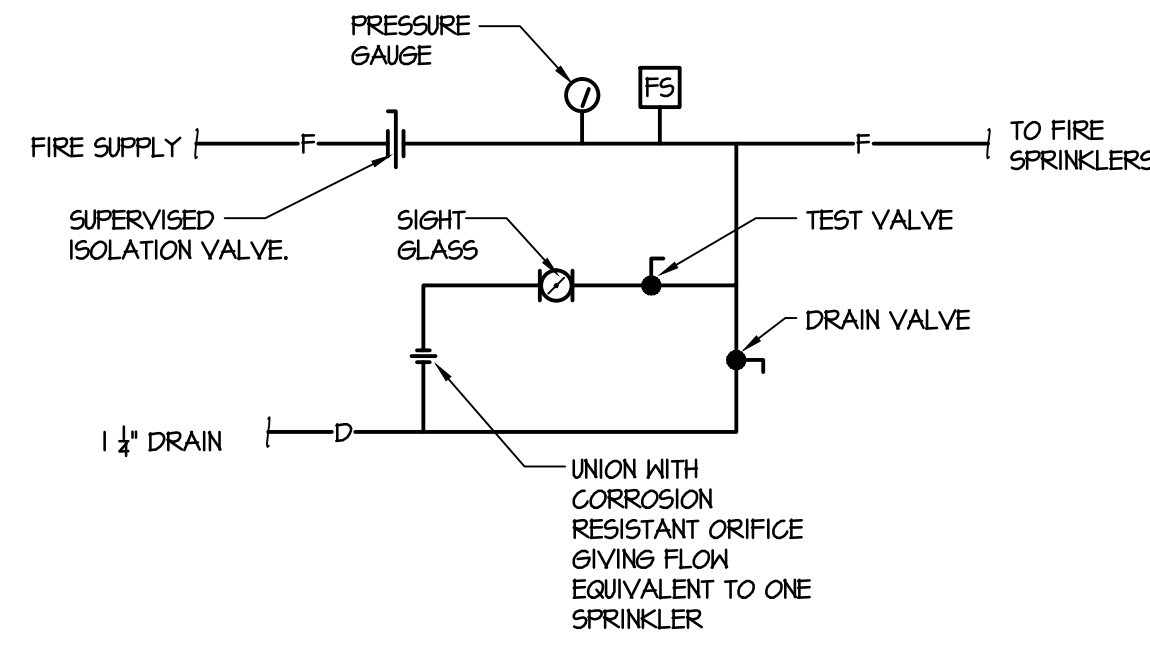 PRESSURE
GAUGE
FS
FIRE SUPPLY
F
F
TO FIRE
SPRINKLERS
SUPERVISED
ISOLATION VALVE.
SIGHT
GLASS
TEST VALVE
DRAIN VALVE
1 1/4" DRAIN
D
UNION WITH
CORROSION
RESISTANT ORIFICE
GIVING FLOW
EQUIVALENT TO ONE
SPRINKLER